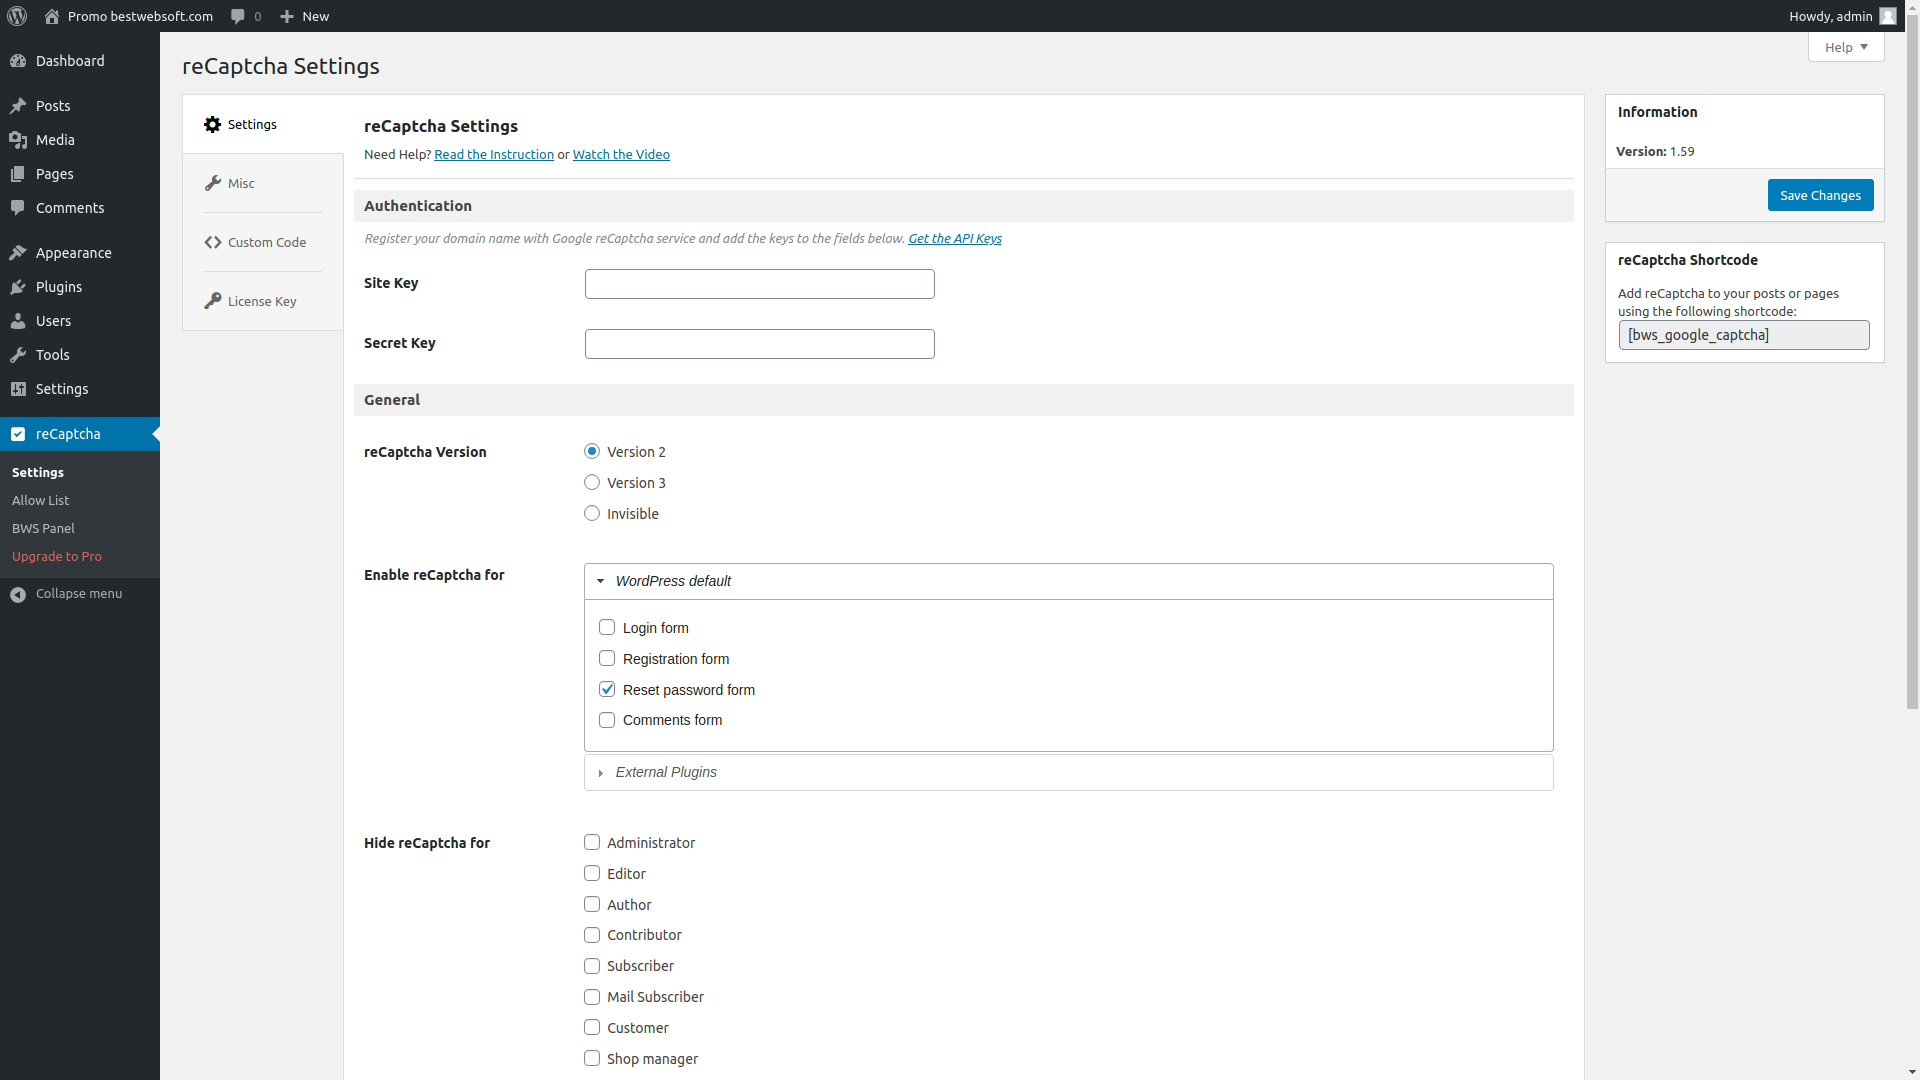 Promo bestwebsoft.com 0 New Howdy, admin
Help
Dashboard
Posts
Media
Pages
Comments
Appearance
Plugins
Users
Tools
Settings
reCaptcha
Settings
Allow List
BWS Panel
Upgrade to Pro
Collapse menu
reCaptcha Settings
Settings
Misc
Custom Code
License Key
reCaptcha Settings
Need Help? Read the Instruction or Watch the Video
Authentication
Register your domain name with Google reCaptcha service and add the keys to the fields below. Get the API Keys
Site Key
Secret Key
General
reCaptcha Version
Version 2
Version 3
Invisible
Enable reCaptcha for
WordPress default
Login form
Registration form
Reset password form
Comments form
External Plugins
Hide reCaptcha for
Administrator
Editor
Author
Contributor
Subscriber
Mail Subscriber
Customer
Shop manager
Information
Version: 1.59
Save Changes
reCaptcha Shortcode
Add reCaptcha to your posts or pages
using the following shortcode:
[bws_google_captcha]